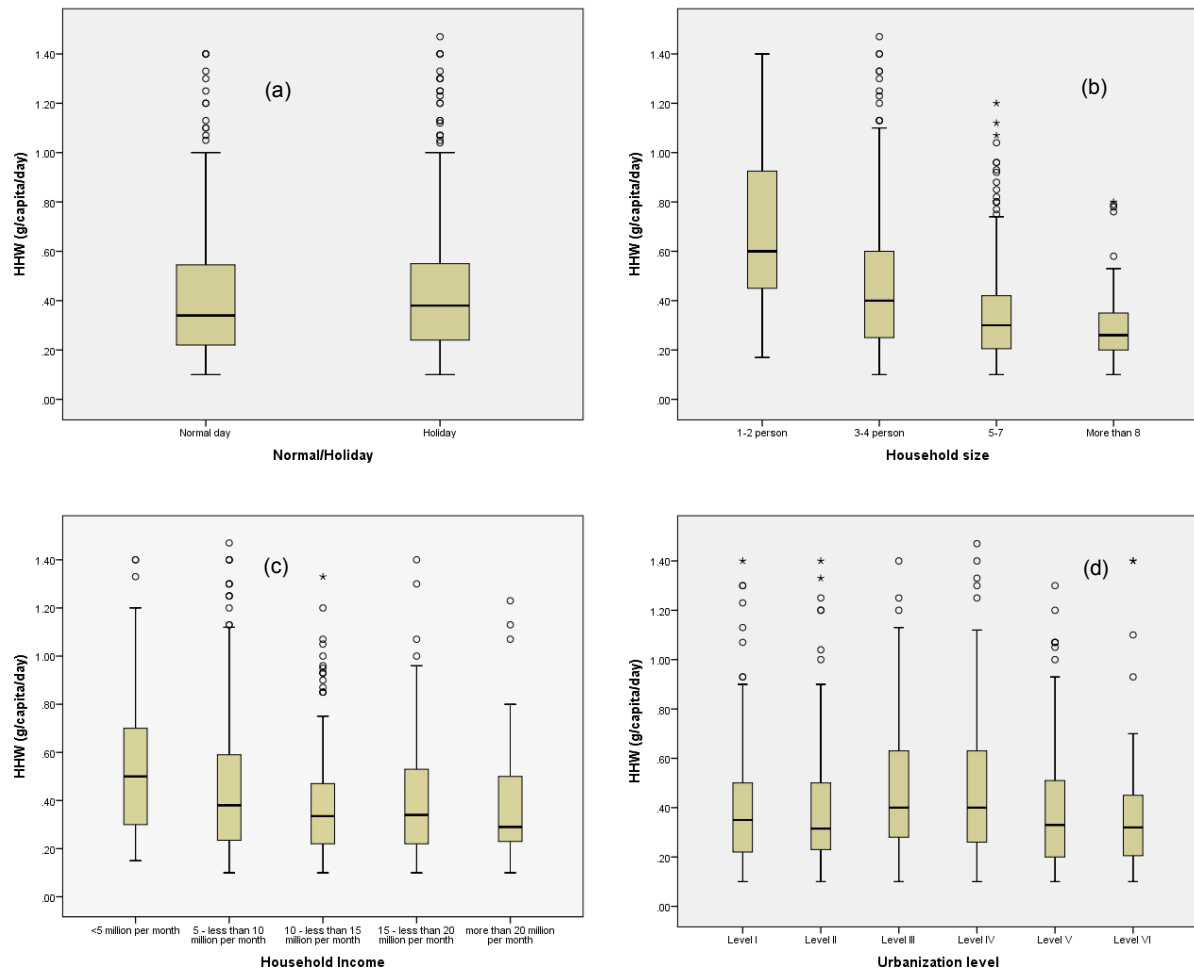 (a)
HHW (g/capita/day)
1.40
1.20
1.00
.80
.60
.40
.20
.00
Normal day Holiday
Normal/Holiday
(b)
HHW (g/capita/day)
1.40
1.20
1.00
.80
.60
.40
.20
.00
1-2 person 3-4 person 5-7 More than 8
Household size
(c)
HHW (g/capita/day)
1.40
1.20
1.00
.80
.60
.40
.20
.00
<5 million per month 5 - less than 10 10 - less than 15 15 - less than 20 more than 20 million
million per month million per month million per month per month
Household Income
(d)
HHW (g/capita/day)
1.40
1.20
1.00
.80
.60
.40
.20
.00
Level I Level II Level III Level IV Level V Level VI
Urbanization level